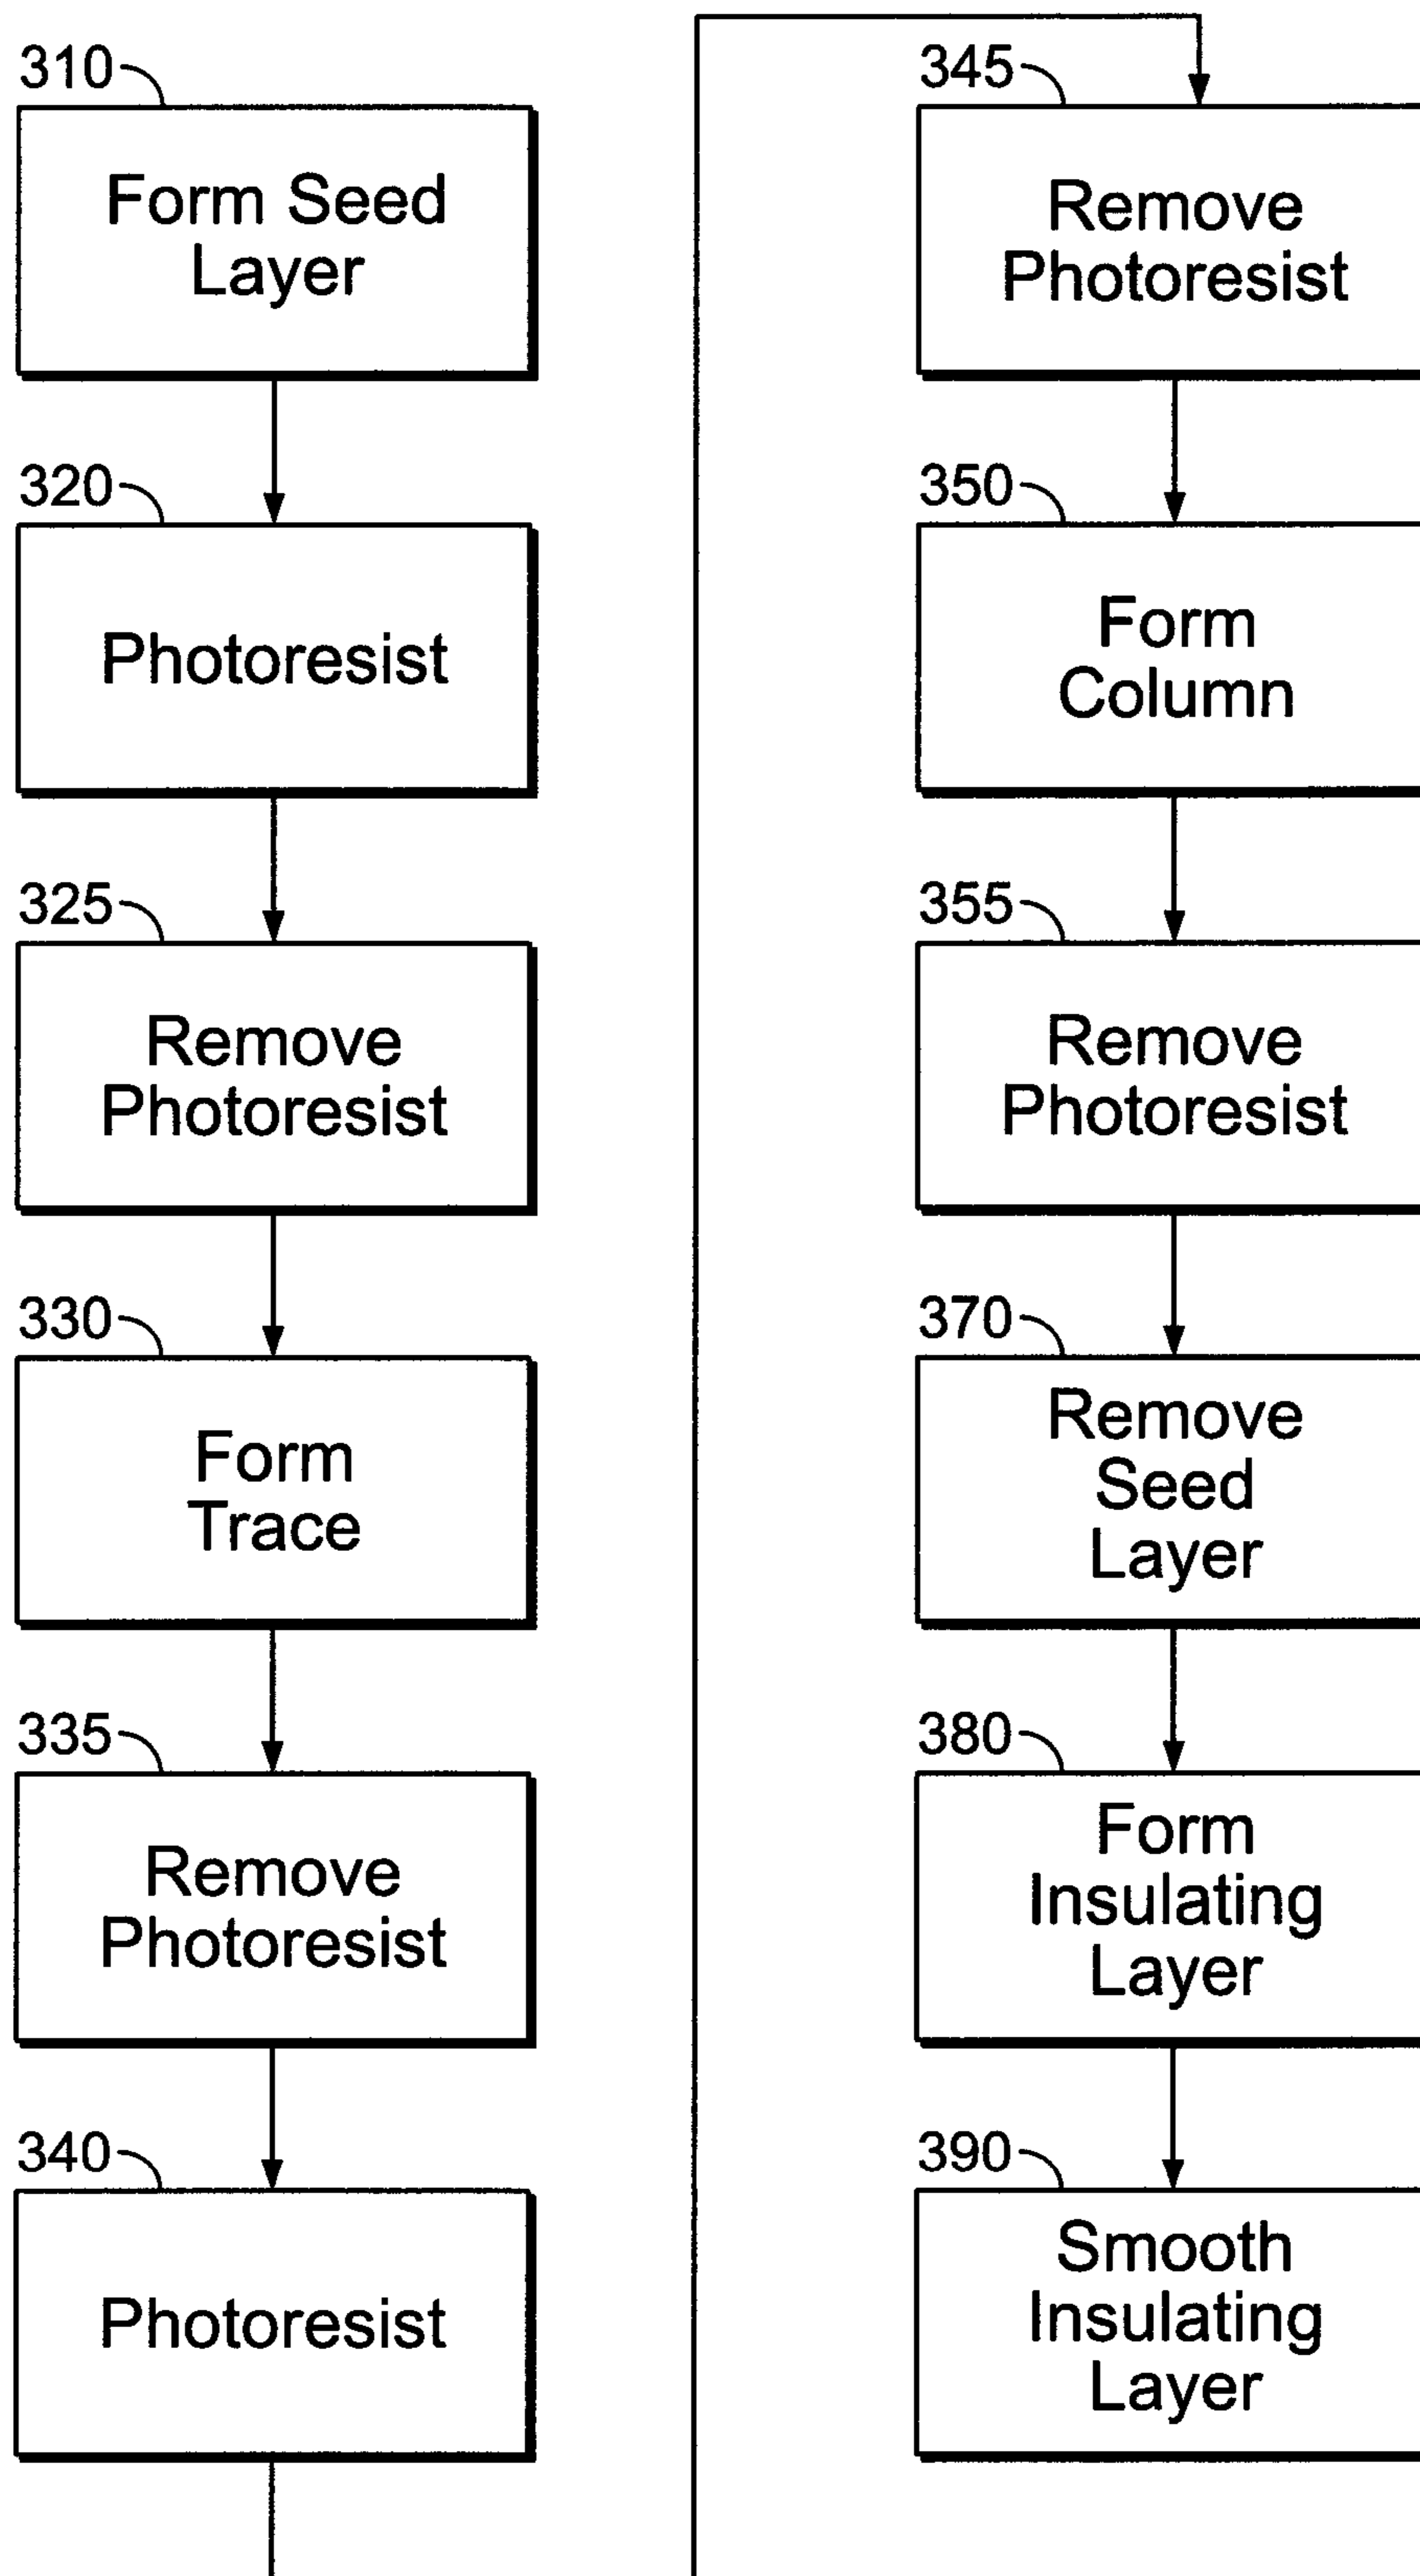 310
Form Seed
Layer
320
Photoresist
325
Remove
Photoresist
330
Form
Trace
335
Remove
Photoresist
340
Photoresist
345
Remove
Photoresist
350
Form
Column
355
Remove
Photoresist
370
Remove
Seed
Layer
380
Form
Insulating
Layer
390
Smooth
Insulating
Layer